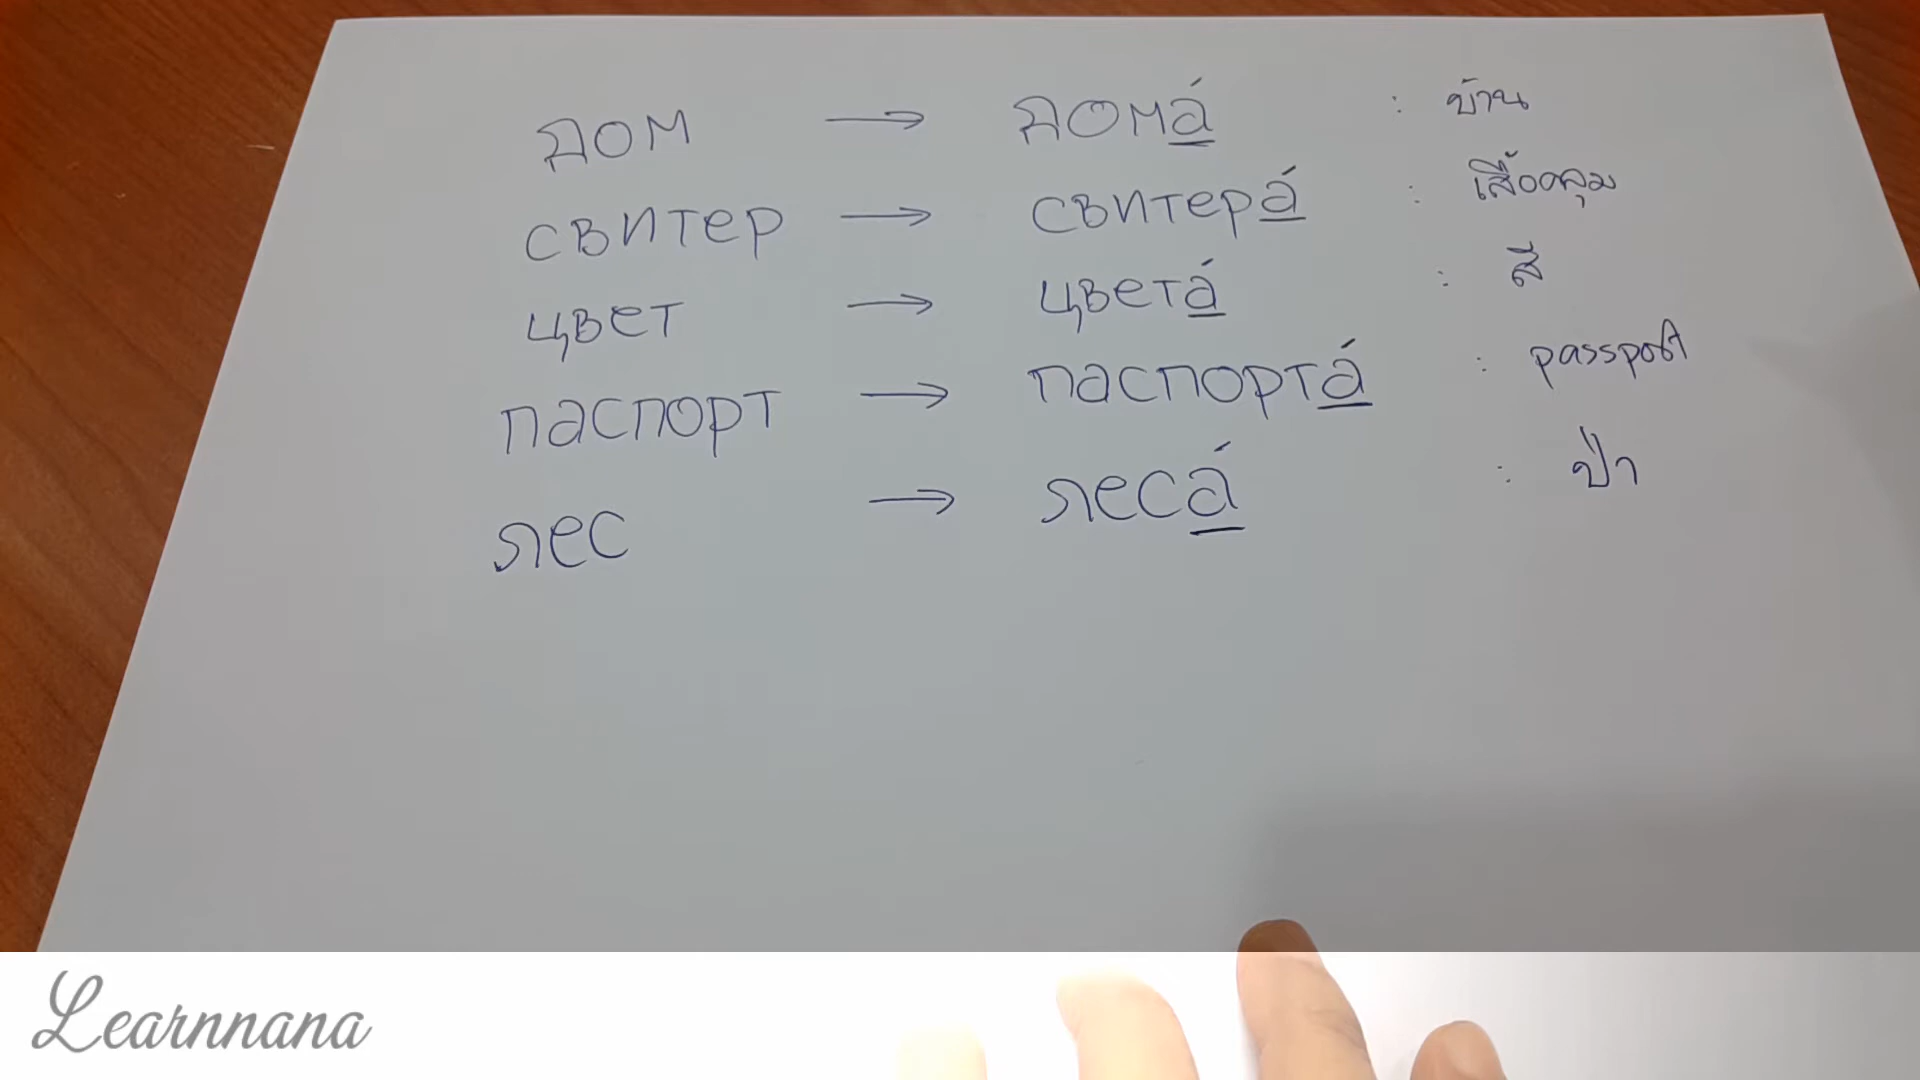 дом → домá : บ้าน
свитер → свитерá : เสื้อคลุม
цвет → цветá : สี
паспорт → паспортá : passport
лес → лесá : ป่า
Learnnana